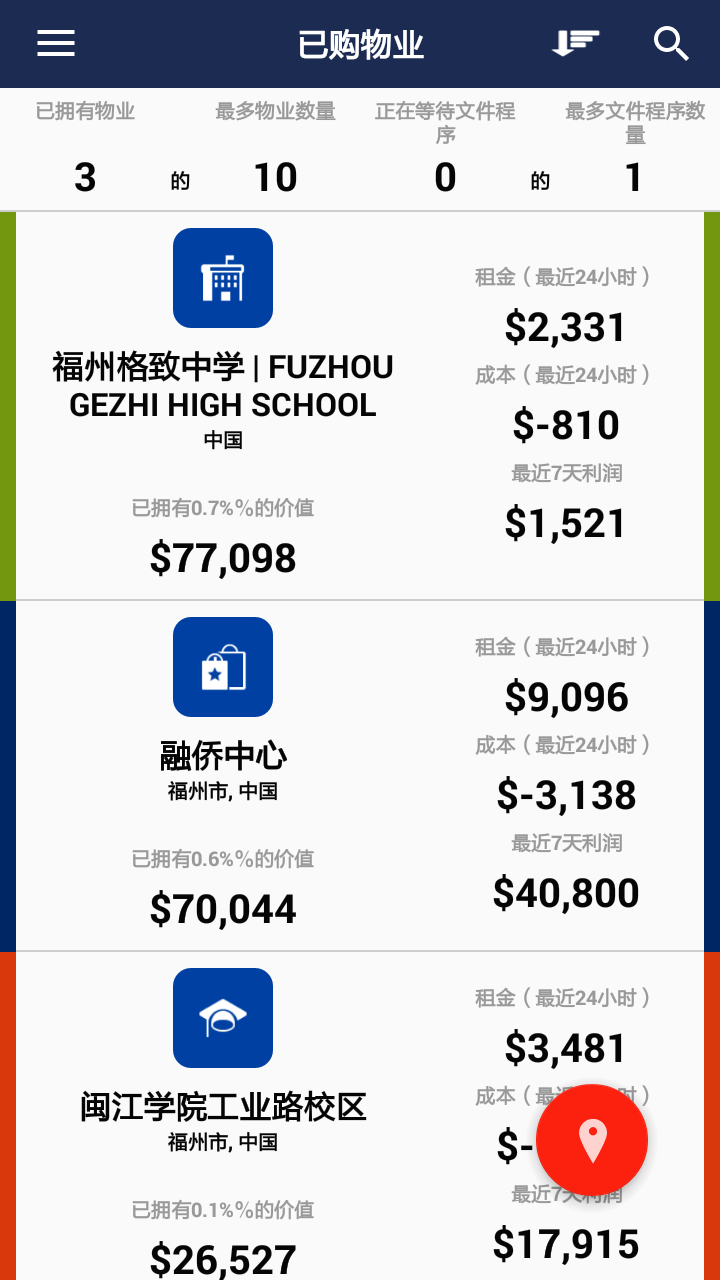 已购物业
已拥有物业
最多物业数量
正在等待文件程
序
最多文件程序数
量
3 的 10
0 的 1
福州格致中学 | FUZHOU
GEZHI HIGH SCHOOL
中国
已拥有0.7%%的价值
$77,098
租金（最近24小时）
$2,331
成本（最近24小时）
$-810
最近7天利润
$1,521
融侨中心
福州市, 中国
已拥有0.6%%的价值
$70,044
租金（最近24小时）
$9,096
成本（最近24小时）
$-3,138
最近7天利润
$40,800
闽江学院工业路校区
福州市, 中国
已拥有0.1%%的价值
$26,527
租金（最近24小时）
$3,481
成本（最近24小时）
$-
最近7天利润
$17,915